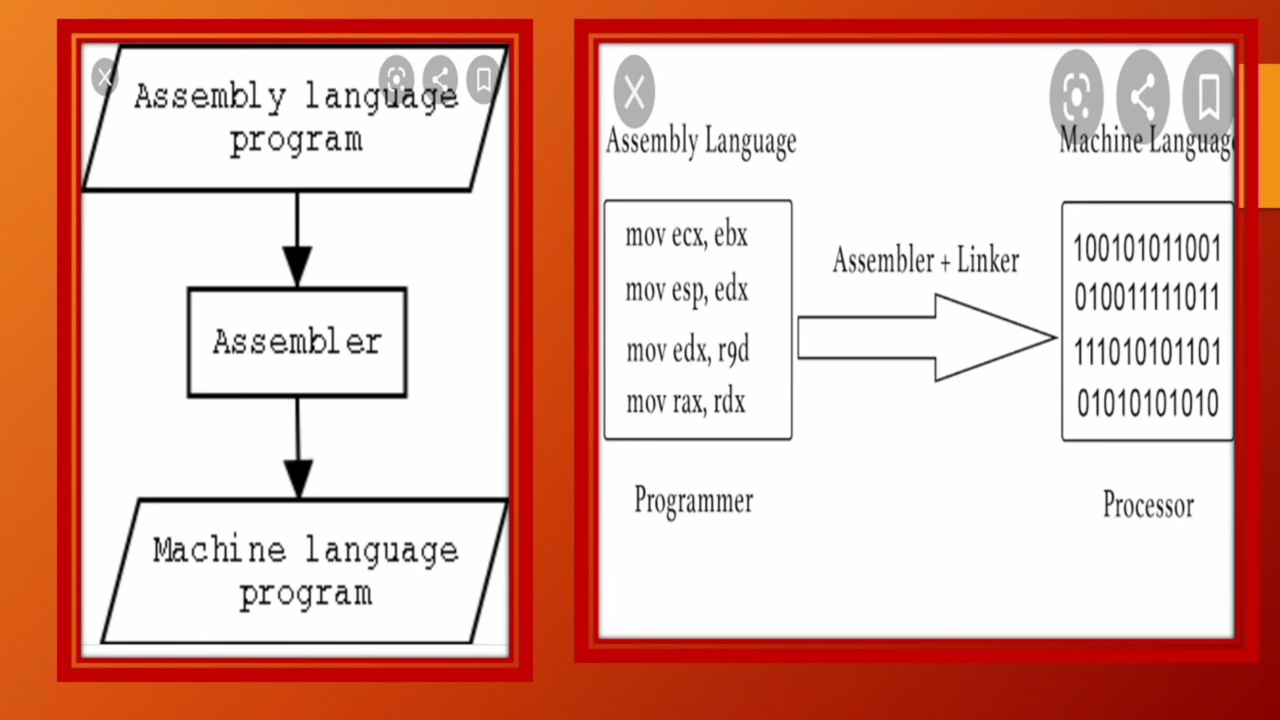 Assembly language
program
Assembler
Machine language
program
Assembly Language
Machine Language
mov ecx, ebx
mov esp, edx
mov edx, r9d
mov rax, rdx
Assembler + Linker
100101011001
010011111011
111010101101
01010101010
Programmer
Processor